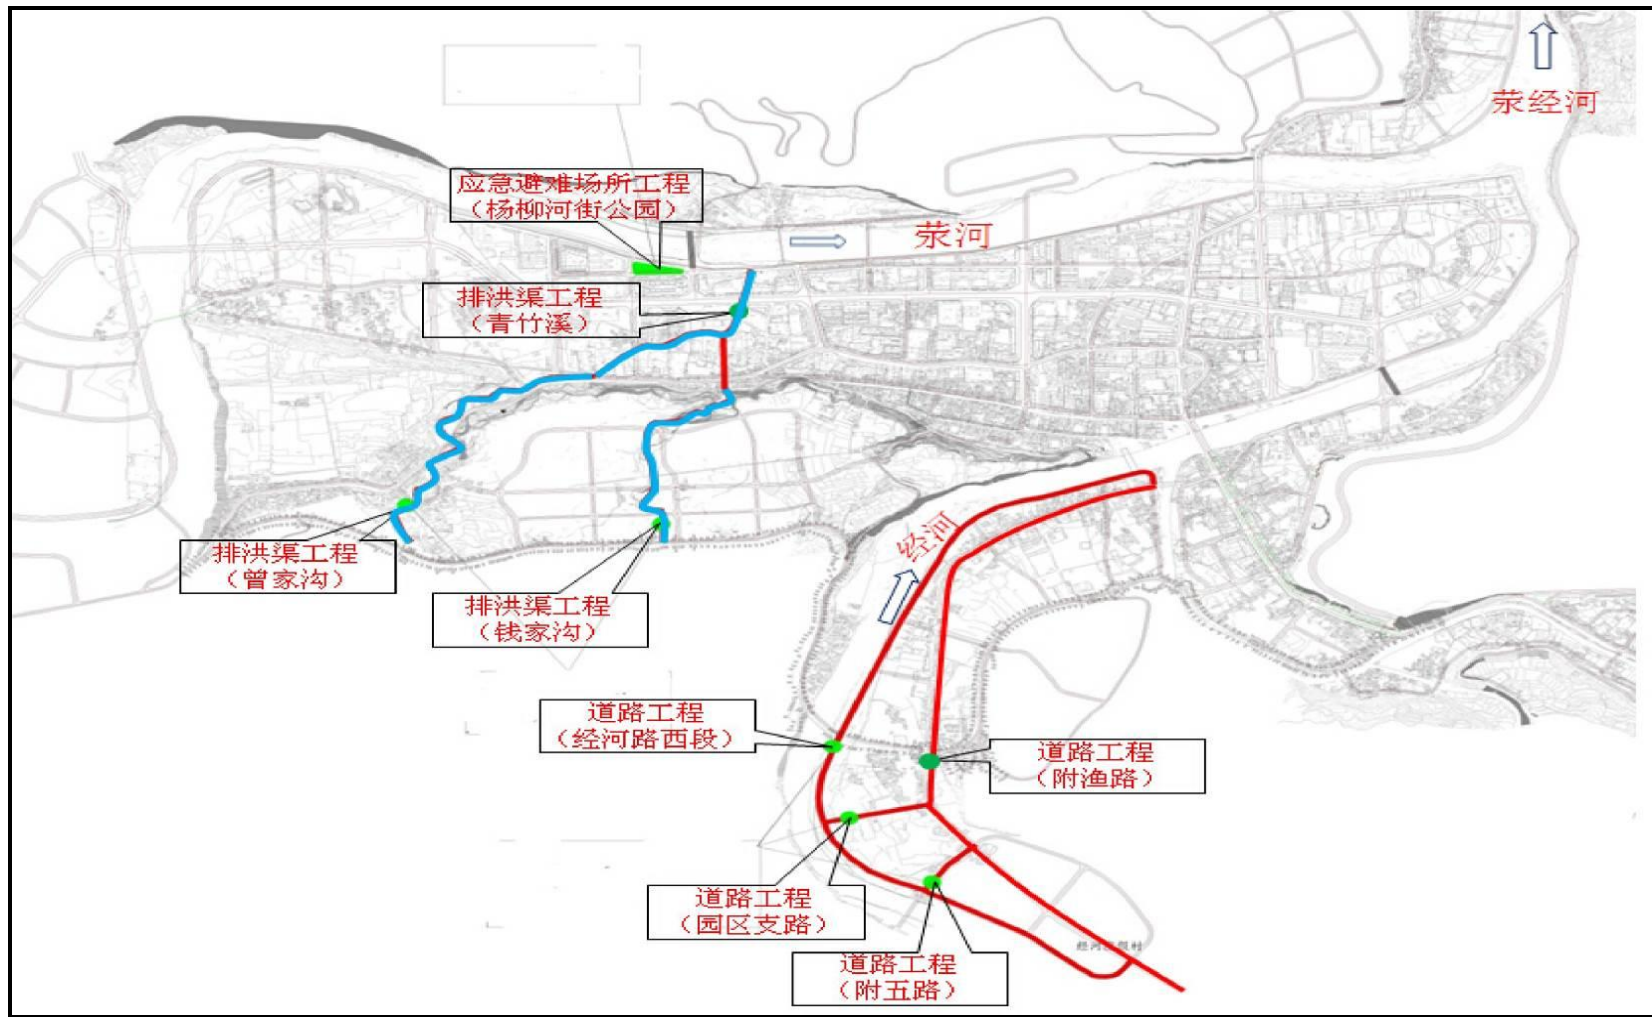 荥经河
应急避难场所工程
（杨柳河街公园）
荥河
排洪渠工程
（青竹溪）
经河
排洪渠工程
（曾家沟）
排洪渠工程
（钱家沟）
道路工程
（经河路西段）
道路工程
（附渔路）
道路工程
（园区支路）
道路工程
（附五路）